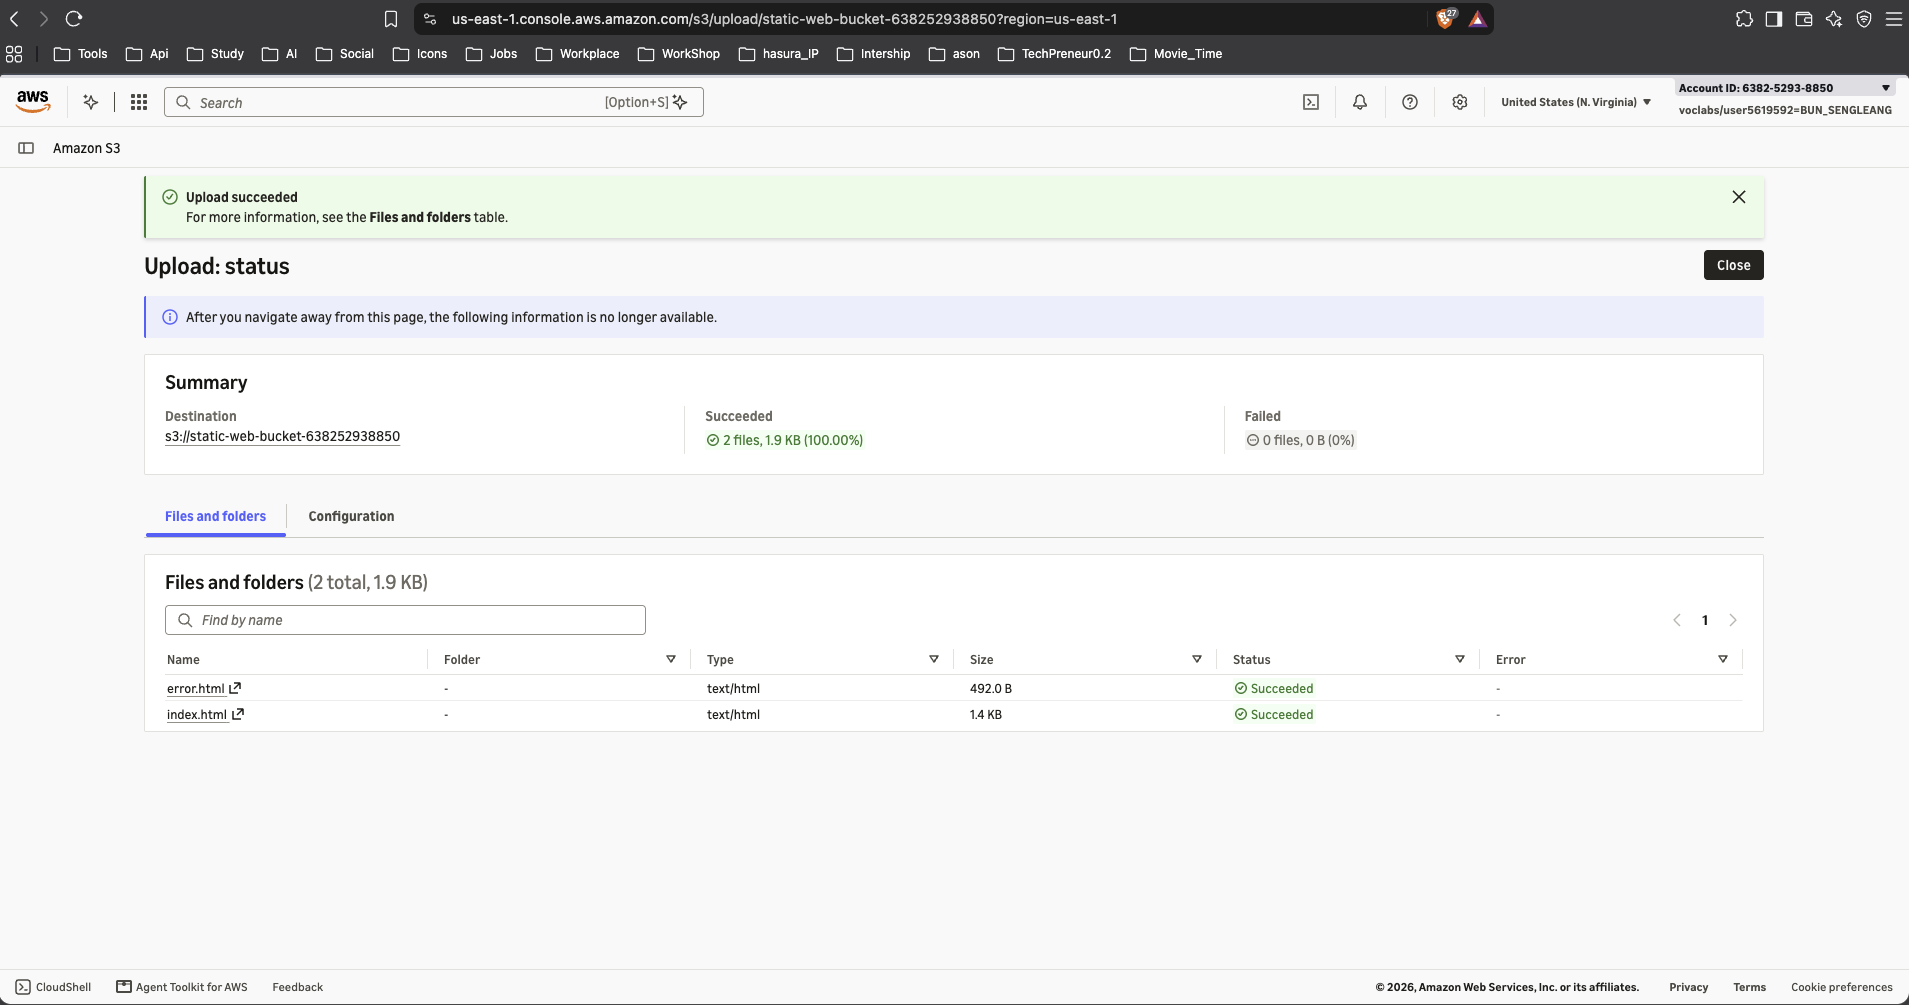 us-east-1.console.aws.amazon.com/s3/upload/static-web-bucket-638252938850?region=us-east-1
27
Tools Api Study AI Social Icons Jobs Workplace WorkShop hasura_IP Intership ason TechPreneur0.2 Movie_Time
aws Search [Option+S] United States (N. Virginia) Account ID: 6382-5293-8850
voclabs/user5619592=BUN_SENGLEANG
Amazon S3
Upload succeeded
For more information, see the Files and folders table.
Upload: status Close
After you navigate away from this page, the following information is no longer available.
Summary
Destination Succeeded Failed
s3://static-web-bucket-638252938850 2 files, 1.9 KB (100.00%) 0 files, 0 B (0%)
Files and folders Configuration
Files and folders (2 total, 1.9 KB)
Find by name 1
Name Folder Type Size Status Error
error.html - text/html 492.0 B Succeeded -
index.html - text/html 1.4 KB Succeeded -
CloudShell Agent Toolkit for AWS Feedback © 2026, Amazon Web Services, Inc. or its affiliates. Privacy Terms Cookie preferences